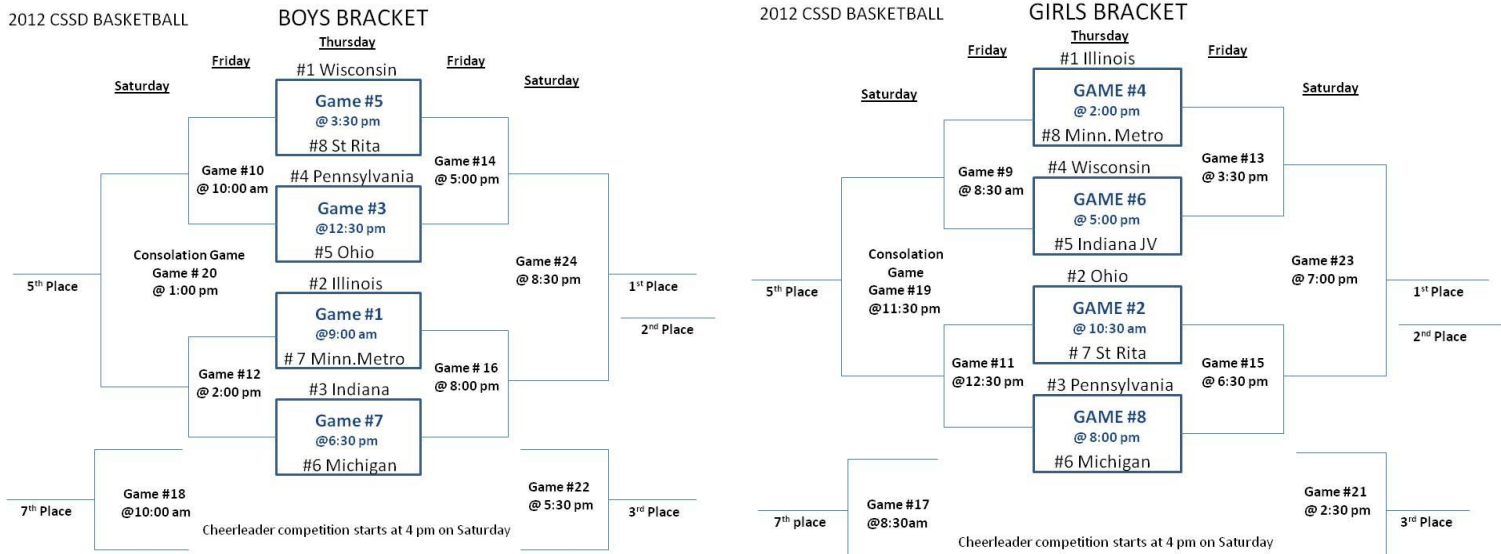 2012 CSSD BASKETBALL
BOYS BRACKET
Thursday
Friday
Friday
Saturday
Saturday
#1 Wisconsin
Game #5
@ 3:30 pm
#8 St Rita
Game #10
@ 10:00 am
Game #14
@ 5:00 pm
#4 Pennsylvania
Game #3
@12:30 pm
#5 Ohio
Consolation Game
Game # 20
@ 1:00 pm
Game #24
@ 8:30 pm
5th Place
1st Place
2nd Place
#2 Illinois
Game #1
@9:00 am
# 7 Minn.Metro
Game #12
@ 2:00 pm
Game # 16
@ 8:00 pm
#3 Indiana
Game #7
@6:30 pm
#6 Michigan
Game #18
@10:00 am
Game #22
@ 5:30 pm
7th Place
3rd Place
Cheerleader competition starts at 4 pm on Saturday
2012 CSSD BASKETBALL
GIRLS BRACKET
Thursday
Friday
Friday
Saturday
Saturday
#1 Illinois
GAME #4
@ 2:00 pm
#8 Minn. Metro
Game #9
@ 8:30 am
Game #13
@ 3:30 pm
#4 Wisconsin
GAME #6
@ 5:00 pm
#5 Indiana JV
Consolation
Game
Game #19
@11:30 pm
Game #23
@ 7:00 pm
5th Place
1st Place
2nd Place
#2 Ohio
GAME #2
@ 10:30 am
# 7 St Rita
Game #11
@12:30 pm
Game #15
@ 6:30 pm
#3 Pennsylvania
GAME #8
@ 8:00 pm
#6 Michigan
Game #17
@8:30am
Game #21
@ 2:30 pm
7th place
3rd Place
Cheerleader competition starts at 4 pm on Saturday